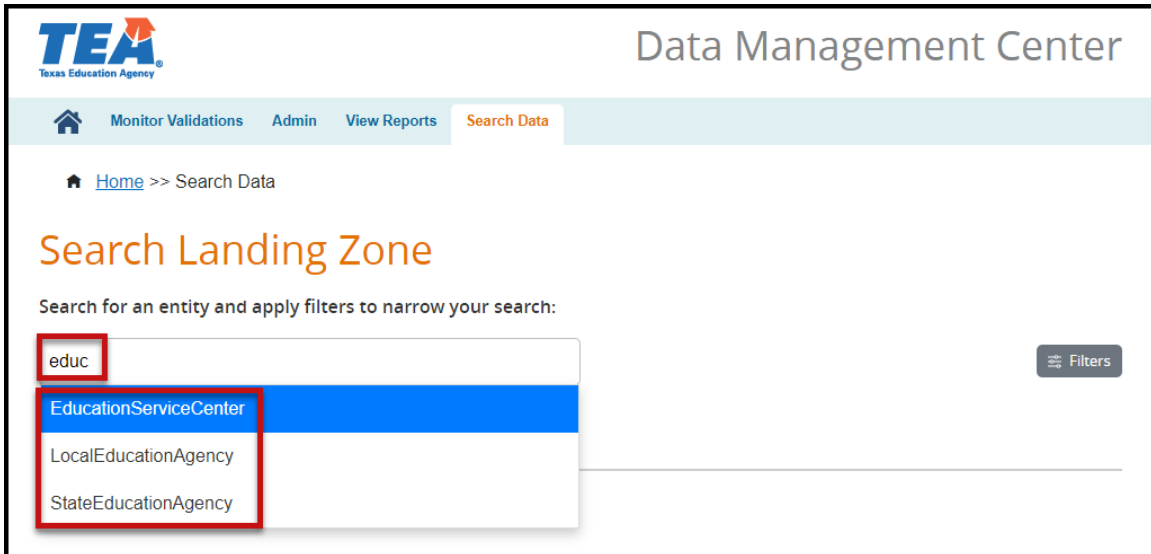 TEA®
Texas Education Agency
Data Management Center
Monitor Validations Admin View Reports Search Data
Home >> Search Data
Search Landing Zone
Search for an entity and apply filters to narrow your search:
educ
Filters
EducationServiceCenter
LocalEducationAgency
StateEducationAgency